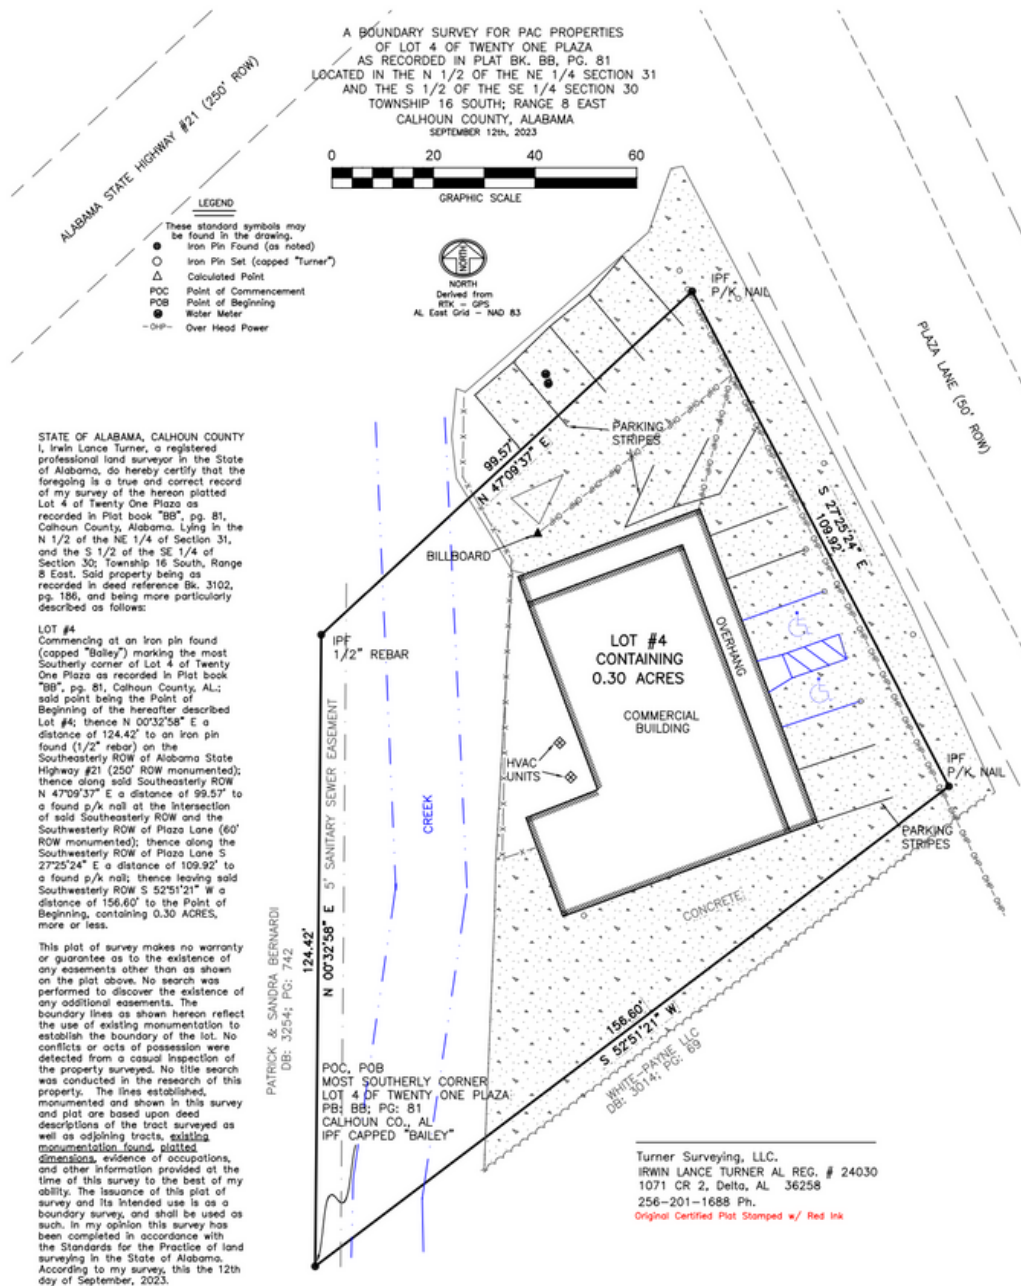 A BOUNDARY SURVEY FOR PAC PROPERTIES
OF LOT 4 OF TWENTY ONE PLAZA
AS RECORDED IN PLAT BK. BB, PG. 81
LOCATED IN THE N 1/2 OF THE NE 1/4 SECTION 31
AND THE S 1/2 OF THE SE 1/4 SECTION 30
TOWNSHIP 16 SOUTH; RANGE 8 EAST
CALHOUN COUNTY, ALABAMA
SEPTEMBER 12th, 2023
0 20 40 60
GRAPHIC SCALE
ALABAMA STATE HIGHWAY #21 (250' ROW)
LEGEND
These standard symbols may
be found in the drawing.
Iron Pin Found (as noted)
Iron Pin Set (capped "Turner")
Calculated Point
POC Point of Commencement
POB Point of Beginning
Water Meter
-OHP- Over Head Power
NORTH
NORTH
Derived from
RTK - GPS
AL East Grid - NAD 83
IPF
P/K NAIL
PLAZA LANE (50' ROW)
PARKING
STRIPES
99.57'
N 47°09'37" E
S 27°25'24" E
109.92'
BILLBOARD
IPF
1/2" REBAR
LOT #4
CONTAINING
0.30 ACRES
OVERHANG
COMMERCIAL
BUILDING
HVAC
UNITS
IPF
P/K NAIL
PARKING
STRIPES
CONCRETE
CREEK
5' SANITARY SEWER EASEMENT
124.42'
N 00°32'58" E
PATRICK & SANDRA BERNARDI
DB: 3254; PG: 742
156.60'
S 52°51'21" W
WHITE-PAYNE LLC
DB: 3014; PG: 69
POC, POB
MOST SOUTHERLY CORNER
LOT 4 OF TWENTY ONE PLAZA
PB: BB; PG: 81
CALHOUN CO., AL
IPF CAPPED "BAILEY"
STATE OF ALABAMA, CALHOUN COUNTY
I, Irwin Lance Turner, a registered
professional land surveyor in the State
of Alabama, do hereby certify that the
foregoing is a true and correct record
of my survey of the hereon platted
Lot 4 of Twenty One Plaza as
recorded in Plat book "BB", pg. 81,
Calhoun County, Alabama. Lying in the
N 1/2 of the NE 1/4 of Section 31,
and the S 1/2 of the SE 1/4 of
Section 30; Township 16 South, Range
8 East. Said property being as
recorded in deed reference Bk. 3102,
pg. 186, and being more particularly
described as follows:
LOT #4
Commencing at an iron pin found
(capped "Bailey") marking the most
Southerly corner of Lot 4 of Twenty
One Plaza as recorded in Plat book
"BB", pg. 81, Calhoun County, AL.;
said point being the Point of
Beginning of the hereafter described
Lot #4; thence N 00°32'58" E a
distance of 124.42' to an iron pin
found (1/2" rebar) on the
Southeasterly ROW of Alabama State
Highway #21 (250' ROW monumented);
thence along said Southeasterly ROW
N 47°09'37" E a distance of 99.57' to
a found p/k nail at the intersection
of said Southeasterly ROW and the
Southwesterly ROW of Plaza Lane (60'
ROW monumented); thence along the
Southwesterly ROW of Plaza Lane S
27°25'24" E a distance of 109.92' to
a found p/k nail; thence leaving said
Southwesterly ROW S 52°51'21" W a
distance of 156.60' to the Point of
Beginning, containing 0.30 ACRES,
more or less.
This plat of survey makes no warranty
or guarantee as to the existence of
any easements other than as shown
on the plat above. No search was
performed to discover the existence of
any additional easements. The
boundary lines as shown hereon reflect
the use of existing monumentation to
establish the boundary of the lot. No
conflicts or acts of possession were
detected from a casual inspection of
the property surveyed. No title search
was conducted in the research of this
property. The lines established,
monumented and shown in this survey
and plat are based upon deed
descriptions of the tract surveyed as
well as adjoining tracts, existing
monumentation found, platted
dimensions, evidence of occupations,
and other information provided at the
time of this survey to the best of my
ability. The issuance of this plat of
survey and its intended use is as a
boundary survey, and shall be used as
such. In my opinion this survey has
been completed in accordance with
the Standards for the Practice of land
surveying in the State of Alabama.
According to my survey, this the 12th
day of September, 2023.
Turner Surveying, LLC.
IRWIN LANCE TURNER AL REG. # 24030
1071 CR 2, Delta, AL 36258
256-201-1688 Ph.
Original Certified Plat Stamped w/ Red Ink